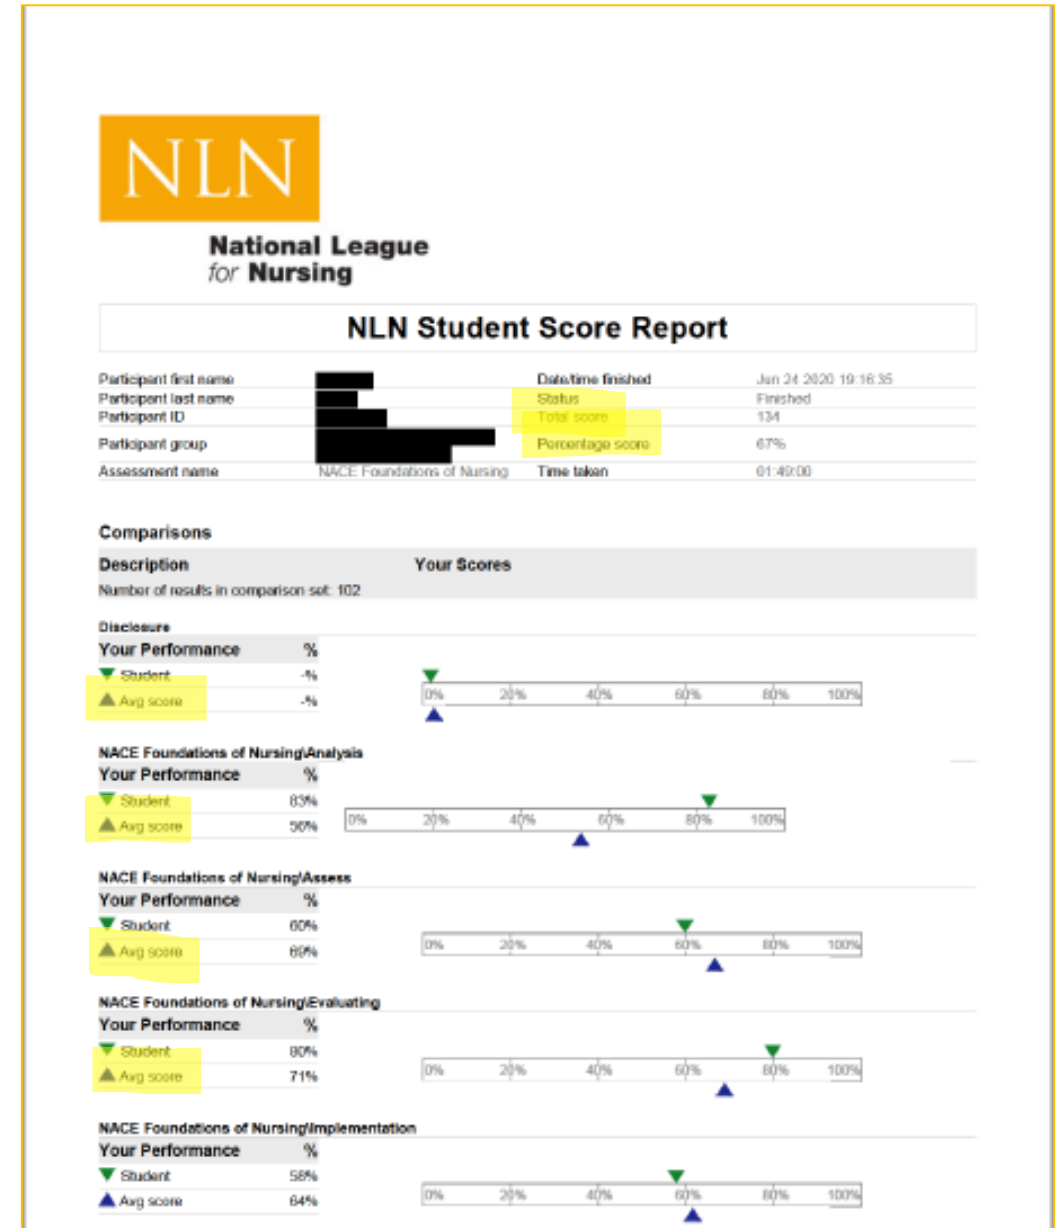 NLN
National League
for Nursing
NLN Student Score Report
Participant first name Date/time finished Jun 24 2020 19:16:35
Participant last name Status Finished
Participant ID Total score 134
Participant group Percentage score 67%
Assessment name NACE Foundations of Nursing Time taken 01:49:00
Comparisons
Description Your Scores
Number of results in comparison set: 102
Disclosure
Your Performance %
Student -%
Avg score -%
0% 20% 40% 60% 80% 100%
NACE Foundations of Nursing\Analysis
Your Performance %
Student 83%
Avg score 56%
0% 20% 40% 60% 80% 100%
NACE Foundations of Nursing\Assess
Your Performance %
Student 60%
Avg score 69%
0% 20% 40% 60% 80% 100%
NACE Foundations of Nursing\Evaluating
Your Performance %
Student 80%
Avg score 71%
0% 20% 40% 60% 80% 100%
NACE Foundations of Nursing\Implementation
Your Performance %
Student 58%
Avg score 64%
0% 20% 40% 60% 80% 100%